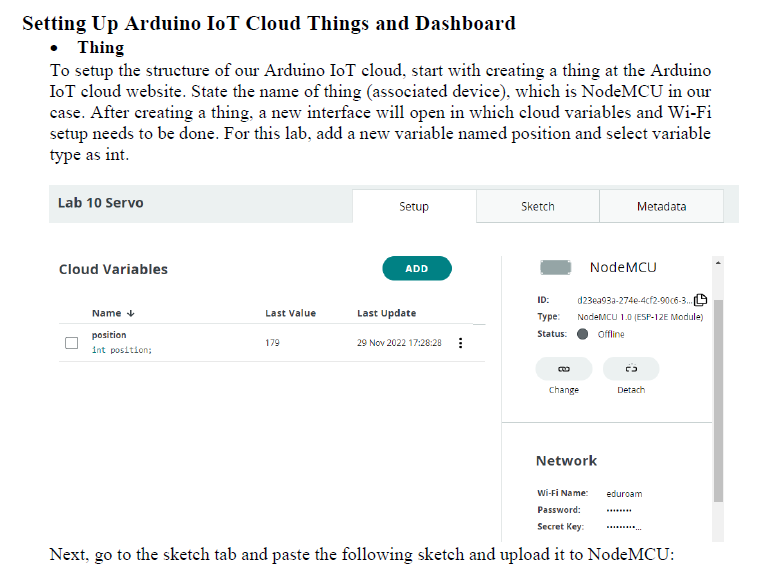 Setting Up Arduino IoT Cloud Things and Dashboard
• Thing
To setup the structure of our Arduino IoT cloud, start with creating a thing at the Arduino
IoT cloud website. State the name of thing (associated device), which is NodeMCU in our
case. After creating a thing, a new interface will open in which cloud variables and Wi-Fi
setup needs to be done. For this lab, add a new variable named position and select variable
type as int.
Lab 10 Servo
Setup
Sketch
Metadata
Cloud Variables
ADD
Name ↓ Last Value Last Update
position
int position;
179
29 Nov 2022 17:28:28
NodeMCU
ID: d23ea93a-274e-4cf2-90c6-3...
Type: NodeMCU 1.0 (ESP-12E Module)
Status: Offline
Change
Detach
Network
Wi-Fi Name: eduroam
Password: ........
Secret Key: ............
Next, go to the sketch tab and paste the following sketch and upload it to NodeMCU: